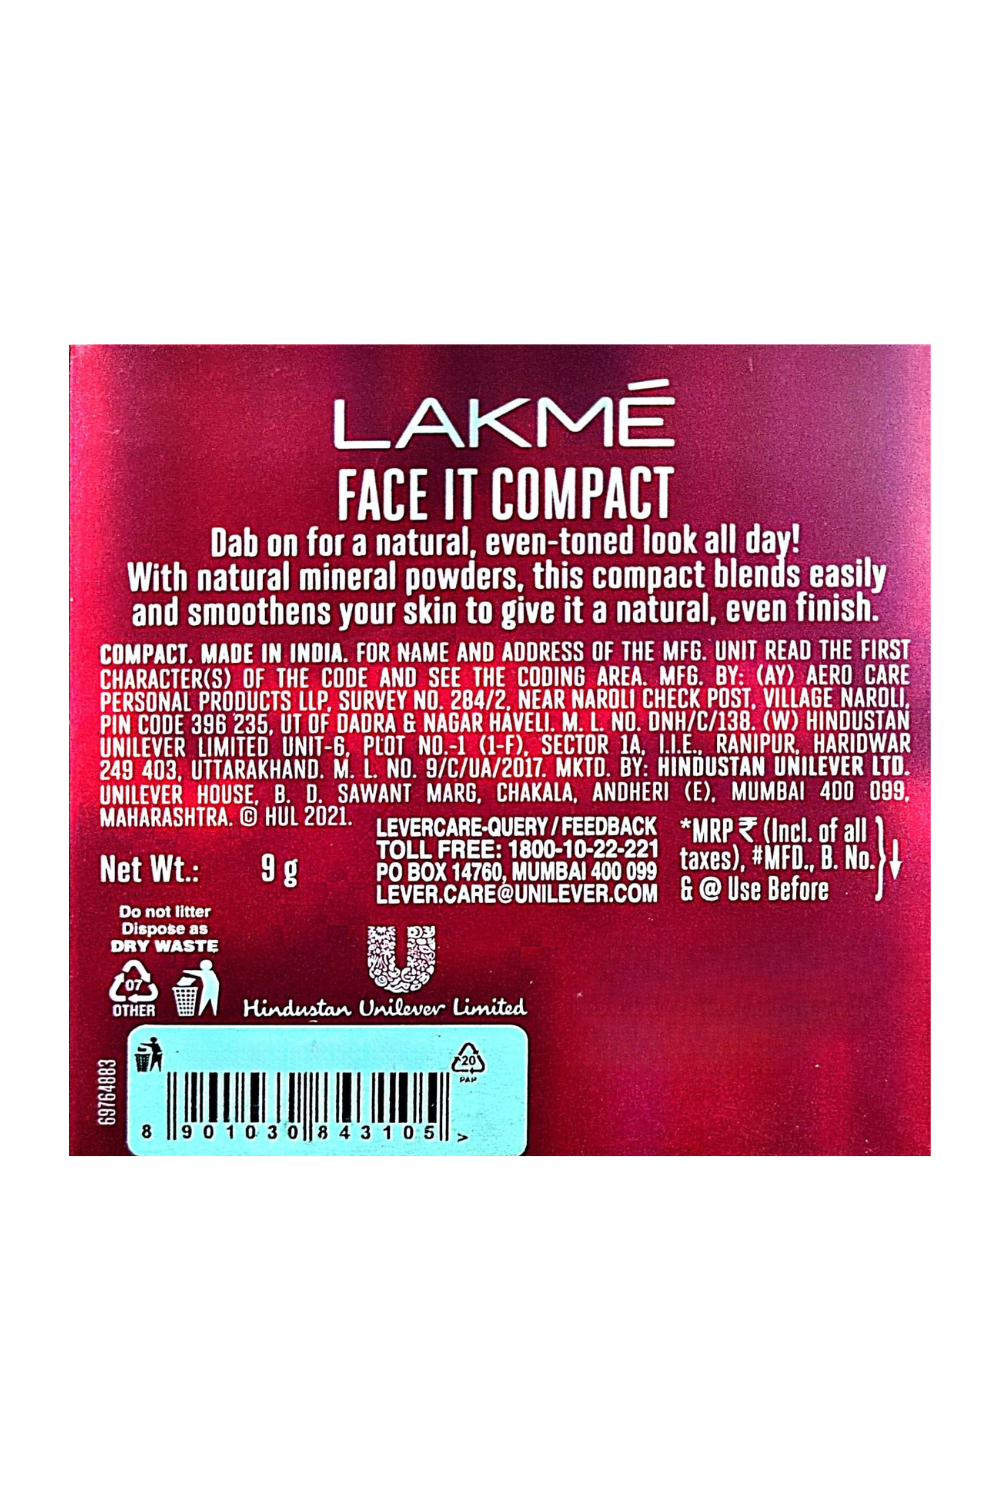 LAKMÉ
FACE IT COMPACT
Dab on for a natural, even-toned look all day!
With natural mineral powders, this compact blends easily
and smoothens your skin to give it a natural, even finish.
COMPACT. MADE IN INDIA. FOR NAME AND ADDRESS OF THE MFG. UNIT READ THE FIRST
CHARACTER(S) OF THE CODE AND SEE THE CODING AREA. MFG. BY: (AY) AERO CARE
PERSONAL PRODUCTS LLP, SURVEY NO. 284/2, NEAR NAROLI CHECK POST, VILLAGE NAROLI,
PIN CODE 396 235, UT OF DADRA & NAGAR HAVELI. M. L. NO. DNH/C/138. (W) HINDUSTAN
UNILEVER LIMITED UNIT-6, PLOT NO.-1 (1-F), SECTOR 1A, I.I.E., RANIPUR, HARIDWAR
249 403, UTTARAKHAND. M. L. NO. 9/C/UA/2017. MKTD. BY: HINDUSTAN UNILEVER LTD.
UNILEVER HOUSE, B. D. SAWANT MARG, CHAKALA, ANDHERI (E), MUMBAI 400 099,
MAHARASHTRA. © HUL 2021.
LEVERCARE-QUERY / FEEDBACK
TOLL FREE: 1800-10-22-221
PO BOX 14760, MUMBAI 400 099
LEVER.CARE@UNILEVER.COM
*MRP ₹ (Incl. of all
taxes), #MFD., B. No.
& @ Use Before
Net Wt.: 9 g
Do not litter
Dispose as
DRY WASTE
07
OTHER
Hindustan Unilever Limited
69764883
20
PAP
8 901030 843105 >